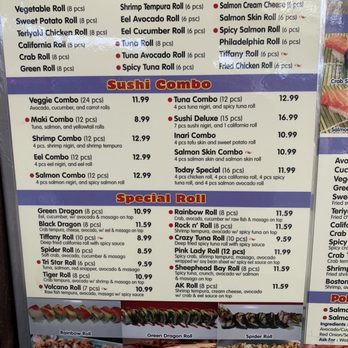 Vegetable Roll (8 pcs)
Sweet Potato Roll (8 pcs)
Teriyaki Chicken Roll (8 pcs)
California Roll (8 pcs)
Crab Roll (8 pcs)
Green Roll (8 pcs)
Shrimp Tempura Roll (6 pcs)
Eel Avocado Roll (6 pcs)
Eel Cucumber Roll (6 pcs)
Tuna Roll (8 pcs)
Tuna Avocado Roll (6 pcs)
Spicy Tuna Roll (6 pcs)
Salmon Cream Cheese
Salmon Skin Roll (6 pcs)
Spicy Salmon Roll (6 pcs)
Philadelphia Roll (6 pcs)
Tiffany Roll (6 pcs)
Fried Chicken Roll (6 pcs)
Sushi Combo
Veggie Combo (24 pcs) 11.99
Avocado, cucumber, and carrot rolls
Maki Combo (12 pcs) 8.99
Tuna, salmon, and yellowtail rolls
Shrimp Combo (12 pcs) 12.99
4 pcs shrimp nigiri, and shrimp tempura
Eel Combo (12 pcs) 12.99
4 pcs eel nigiri, and eel roll
Salmon Combo (12 pcs) 12.99
4 pcs salmon nigiri, and spicy salmon roll
Tuna Combo (12 pcs) 12.99
4 pcs tuna nigiri, and spicy tuna roll
Sushi Deluxe (15 pcs) 16.99
7 pcs sushi nigiri, and 1 california roll
Inari Combo 10.99
4 pcs tofu skin and sweet potato roll
Salmon Skin Combo 10.99
4 pcs salmon skin and salmon skin roll
Today Special (16 pcs) 11.99
4 pcs chicken roll, 4 pcs california roll, 4 pcs spicy
tuna roll and 4 pcs salmon avocado roll
Special Roll
Green Dragon (8 pcs) 10.99
Eel, cucumber, w/ avocado & masago on top
Black Dragon (8 pcs) 11.59
Crab tempura, avocado, w/ eel & masago on top
Tiffany Roll (10 pcs) 8.99
Deep fried california roll with spicy sauce
Spider Roll (6 pcs) 8.59
Soft crab, avocado, cucumber & masago
Tri Star Roll (6 pcs) 9.59
Tuna, salmon, red snapper, avocado & masago
Tiger Roll (8 pcs) 10.99
Crab tempura, avocado w/ shrimp & masago on top
Volcano Roll (7 pcs) 11.59
Raw fish tempura, avocado, masago with spicy sauce
Rainbow Roll (8 pcs) 11.59
Crab, avocado, cucumber w/ raw fish & masago on top
Rock n' Roll (8 pcs) 11.59
Shrimp tempura, avocado w/ spicy tuna on top
Crazy Tuna Roll (5 pcs) 9.59
Deep fried spicy tuna roll with spicy sauce
Pink Lady Roll (12 pcs) 11.99
Spicy crab, shrimp tempura, avocado, masago
Sheephead Bay Roll (8 pcs) 11.59
Spicy tuna, crunch, avocado w/ salmon
& masago on top
AK Roll (8 pcs) 11.59
Shrimp tempura, cream cheese, avocado
w/ crab & eel sauce on top
Rainbow Roll
Green Dragon Roll
Spider Roll